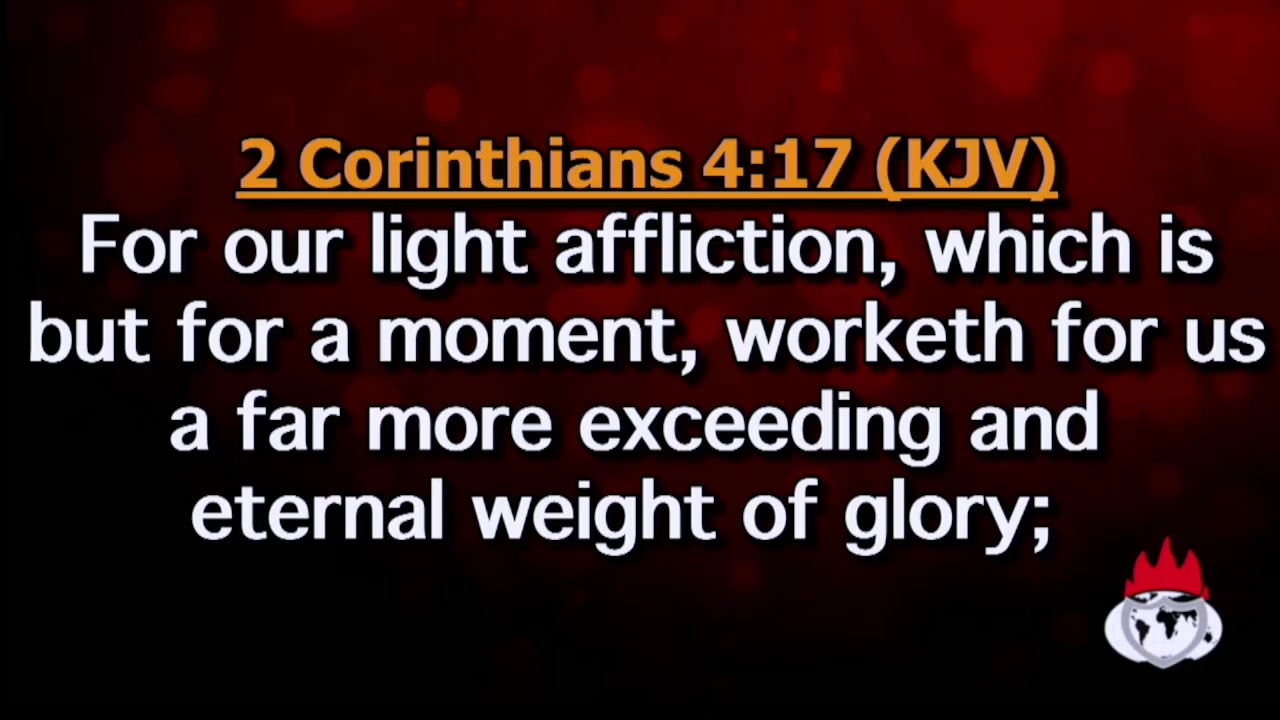 2 Corinthians 4:17 (KJV)
For our light affliction, which is
but for a moment, worketh for us
a far more exceeding and
eternal weight of glory;